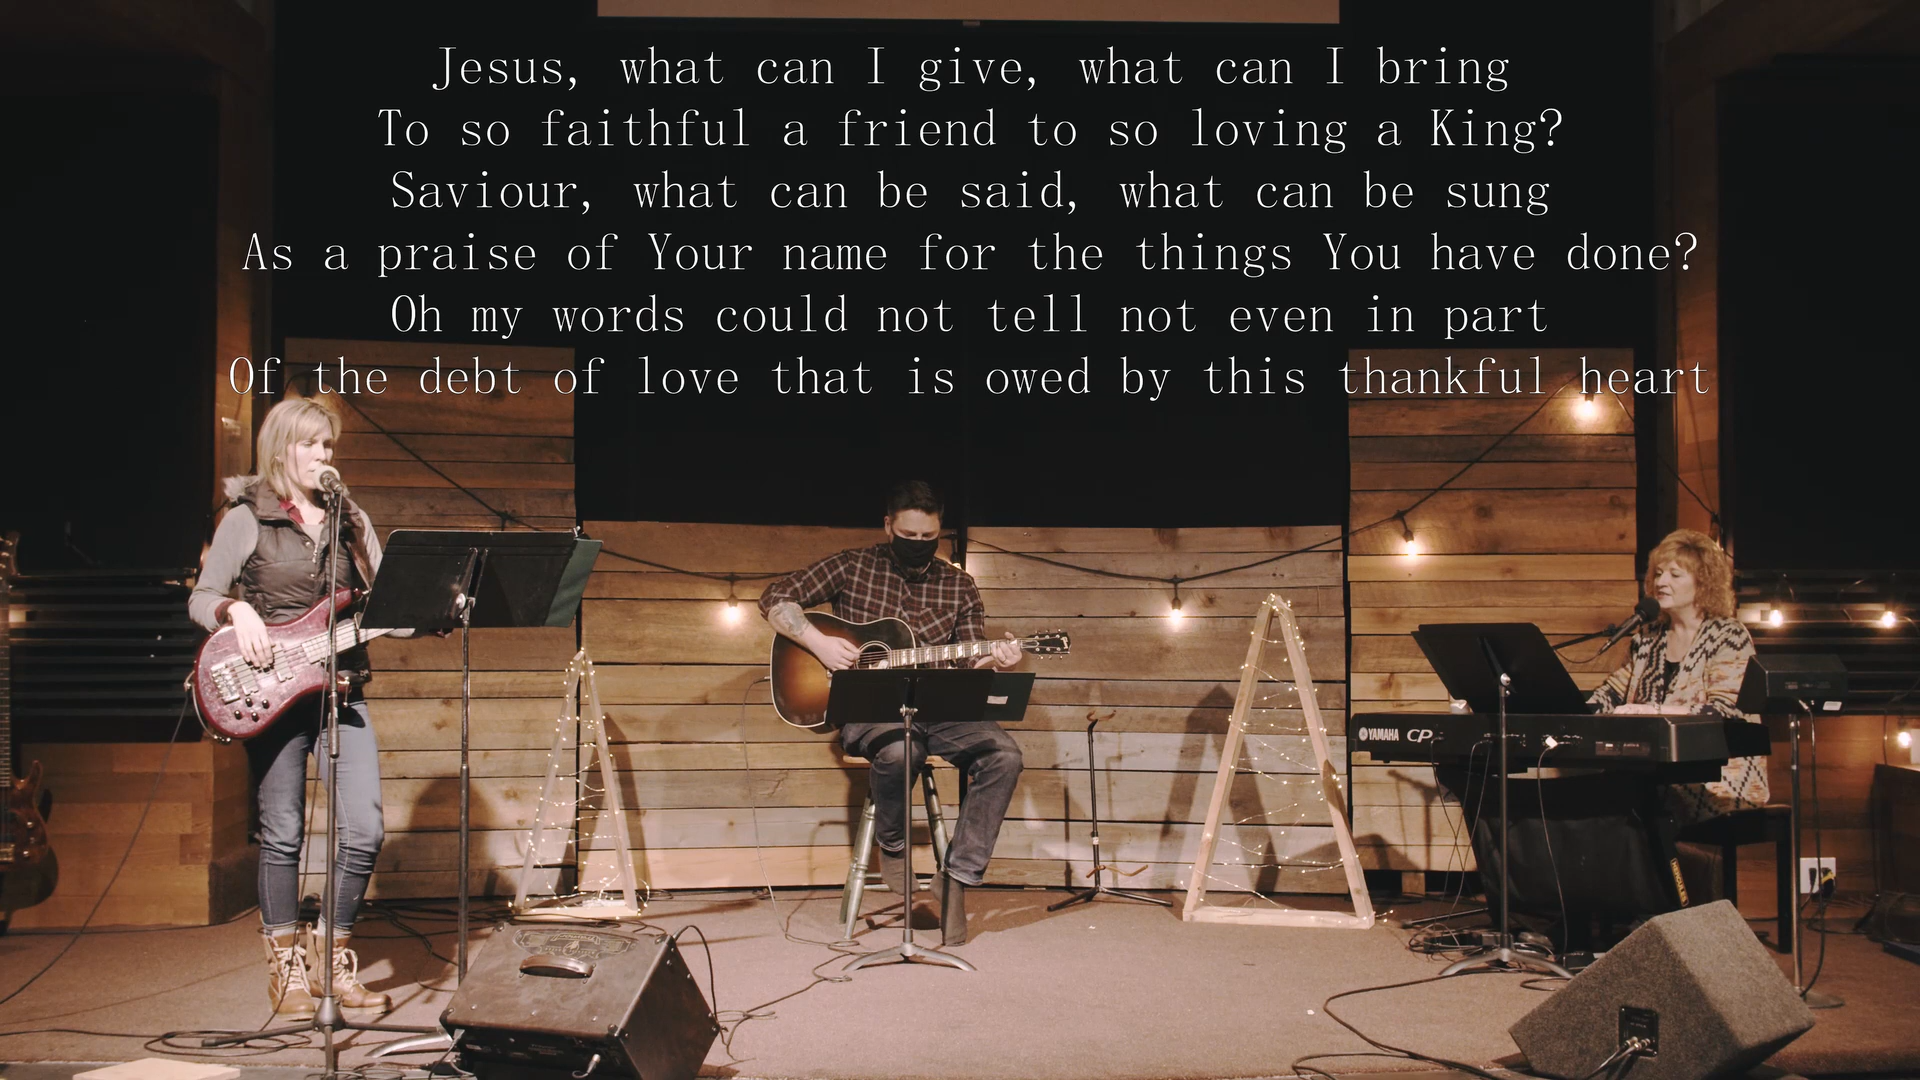 Jesus, what can I give, what can I bring
To so faithful a friend to so loving a King?
Saviour, what can be said, what can be sung
As a praise of Your name for the things You have done?
Oh my words could not tell not even in part
Of the debt of love that is owed by this thankful heart
YAMAHA CP